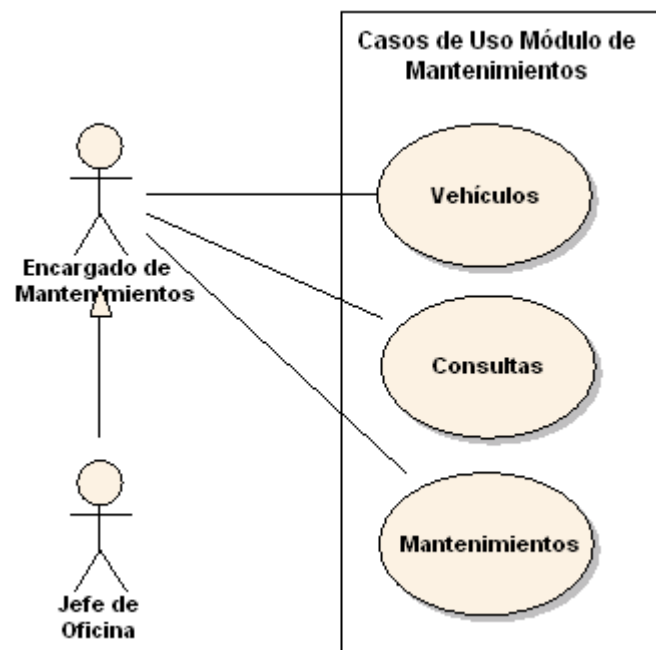 Casos de Uso Módulo de
Mantenimientos
Vehículos
Encargado de
Mantenimientos
Consultas
Mantenimientos
Jefe de
Oficina